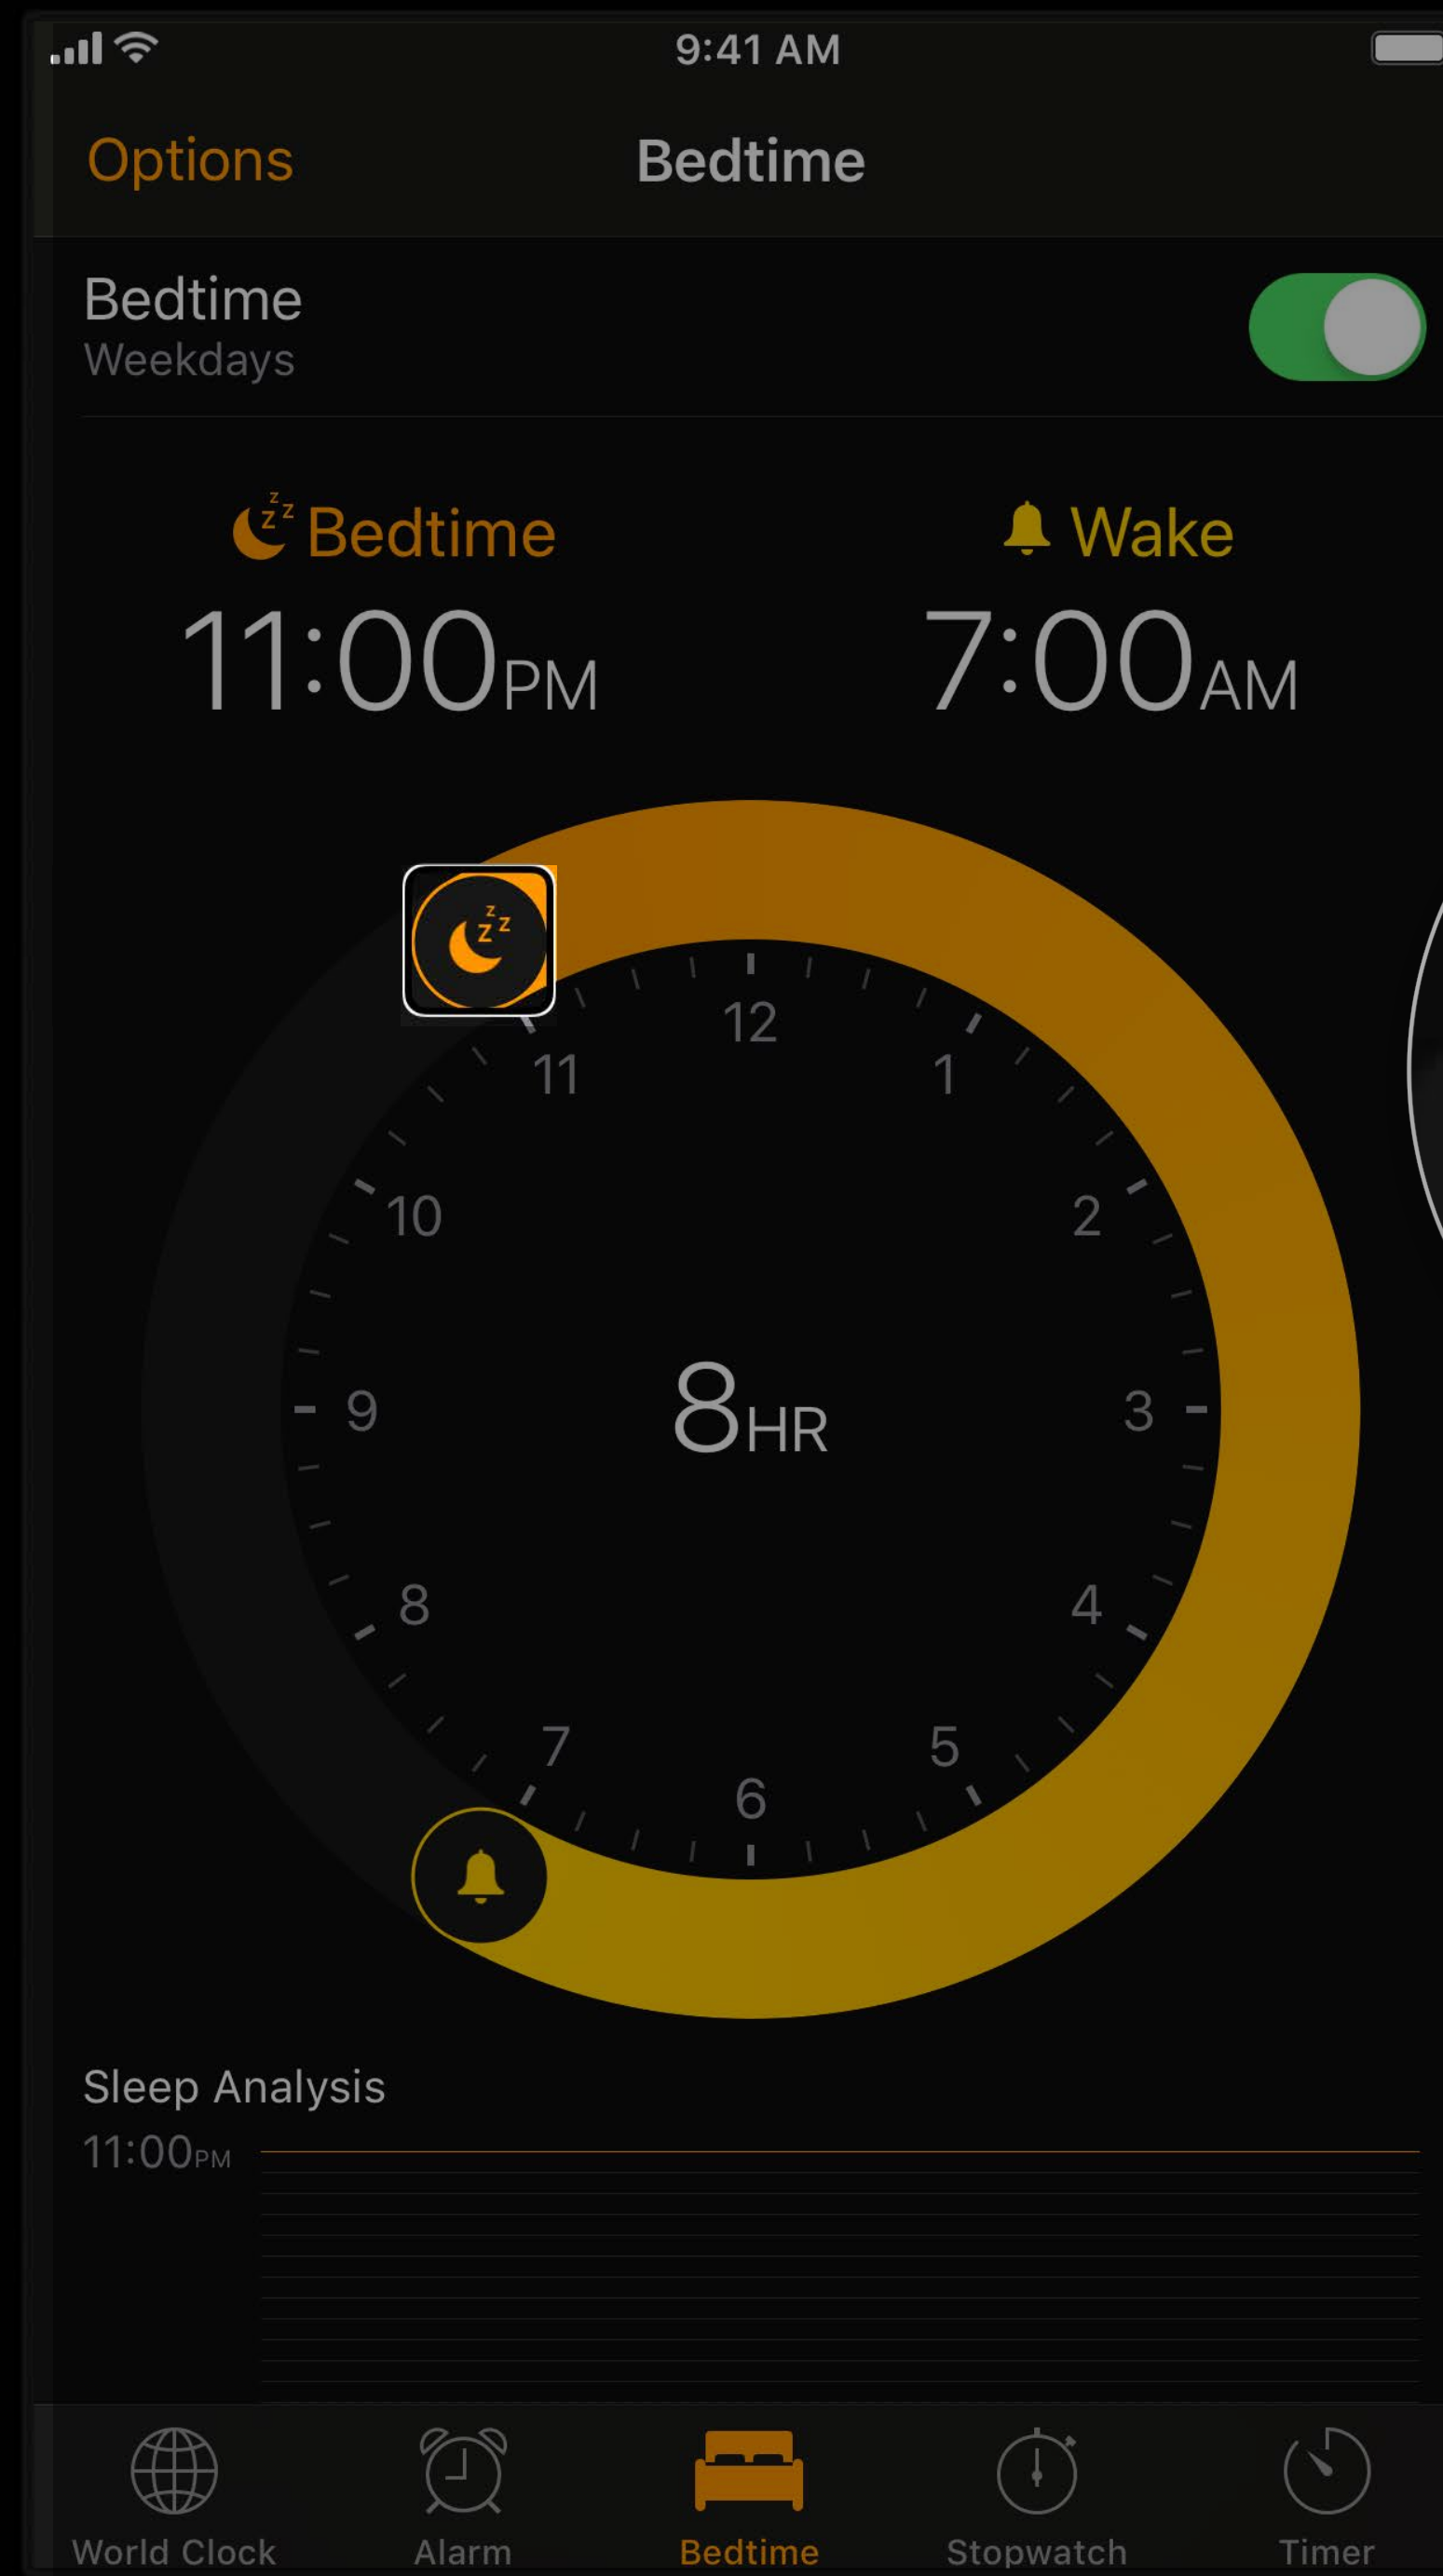 9:41 AM
Options Bedtime
Bedtime
Weekdays
z z z Bedtime Wake
11:00PM 7:00AM
z z z
12
11 1
10 2
9 8HR 3
8 4
7 5
6
Sleep Analysis
11:00PM
World Clock Alarm Bedtime Stopwatch Timer